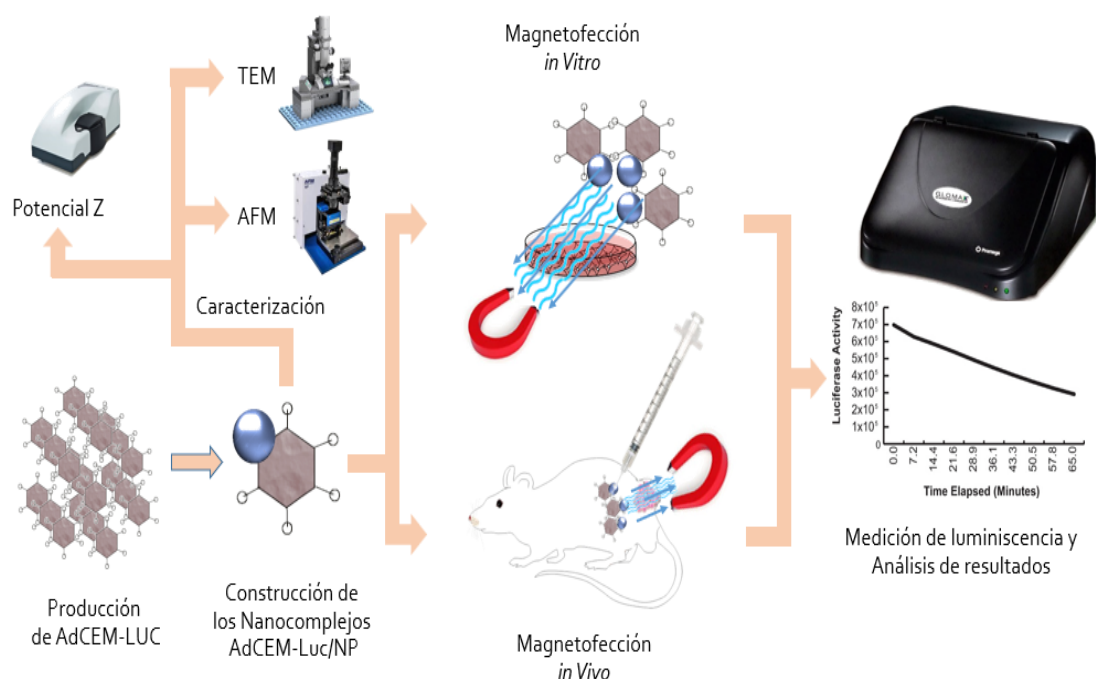 TEM
Potencial Z
AFM
Caracterización
Producción
de AdCEM-LUC
Construcción de
los Nanocomplejos
AdCEM-Luc/NP
Magnetofección
in Vitro
Magnetofección
in Vivo
GLOMAX
Promega
Luciferase Activity
8x10⁵
7x10⁵
6x10⁵
5x10⁵
4x10⁵
3x10⁵
2x10⁵
1x10⁵
0
0.0
7.2
14.4
21.6
28.9
36.1
43.3
50.5
57.8
65.0
Time Elapsed (Minutes)
Medición de luminiscencia y
Análisis de resultados